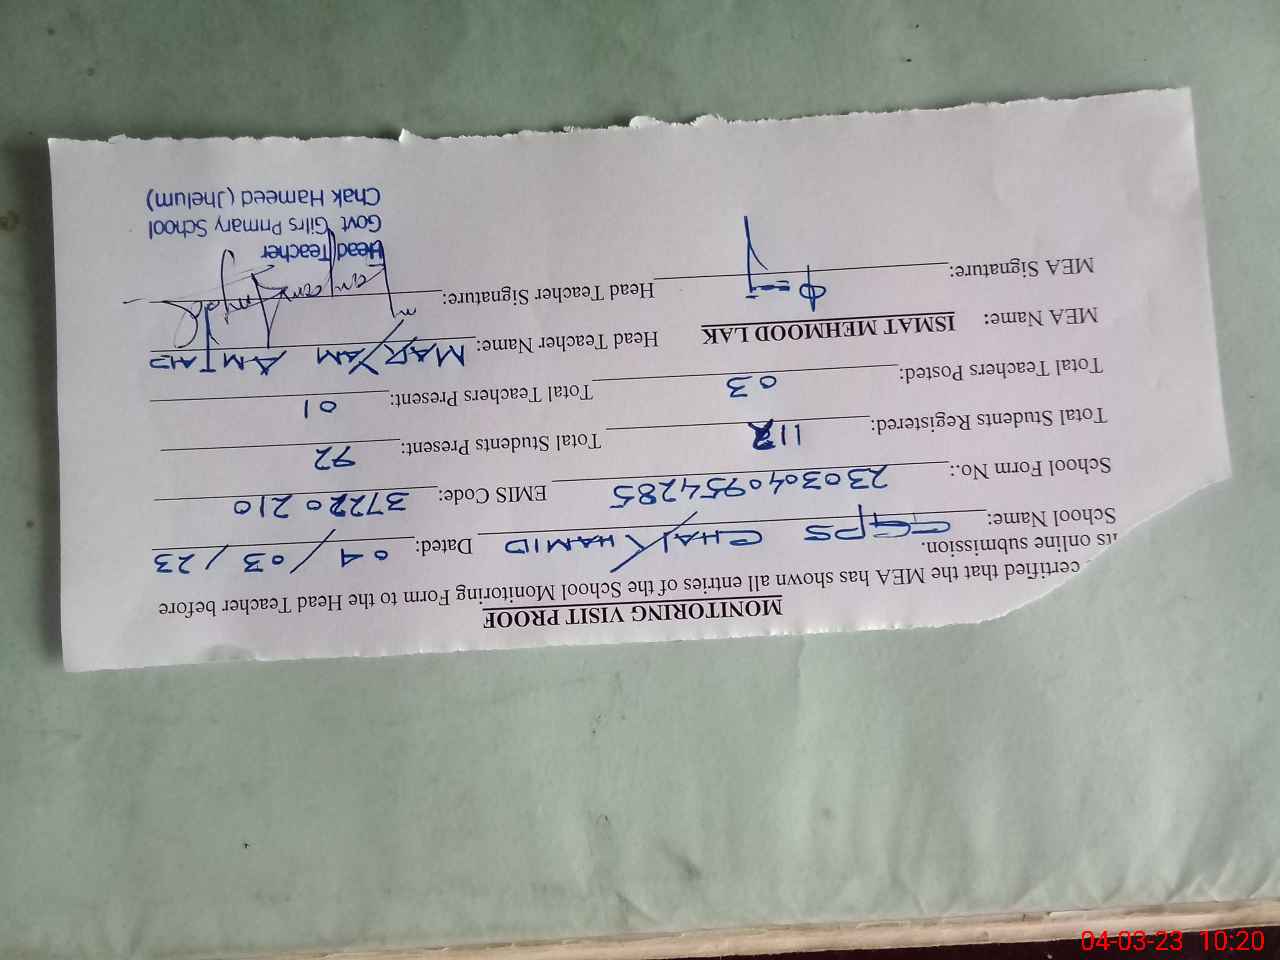 MONITORING VISIT PROOF
certified that the MEA has shown all entries of the School Monitoring Form to the Head Teacher before
its online submission.
School Name: GGPS CHAK HAMID Dated: 04/03/23
School Form No.: 2303040954285 EMIS Code: 37220210
Total Students Registered: 112 Total Students Present: 92
Total Teachers Posted: 03 Total Teachers Present: 01
MEA Name: ISMAT MEHMOOD LAK Head Teacher Name: MARYAM AMJAD
MEA Signature: Head Teacher Signature:
Head Teacher
Govt Gilrs Primary School
Chak Hameed (Jhelum)
04-03-23 10:20